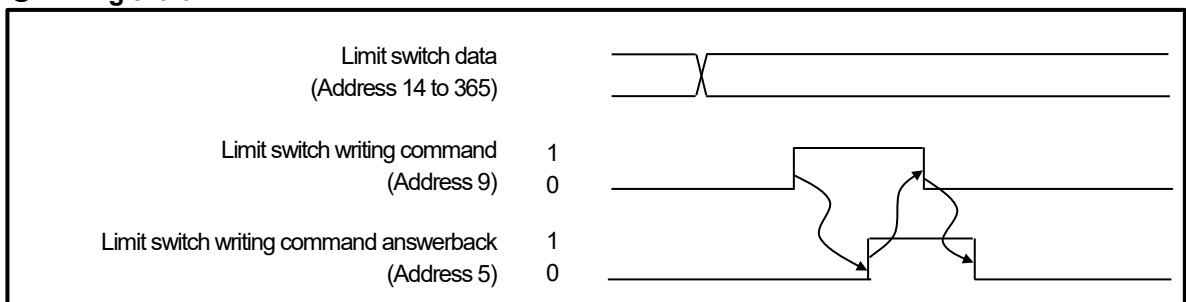 Limit switch data
(Address 14 to 365)
Limit switch writing command 1
(Address 9) 0
Limit switch writing command answerback 1
(Address 5) 0